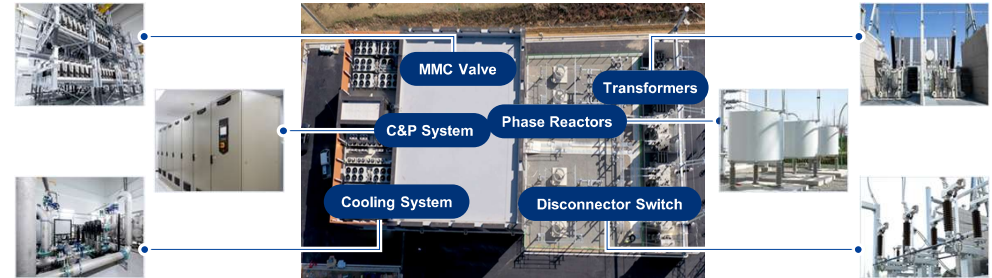 MMC Valve
Transformers
C&P System
Phase Reactors
Cooling System
Disconnector Switch